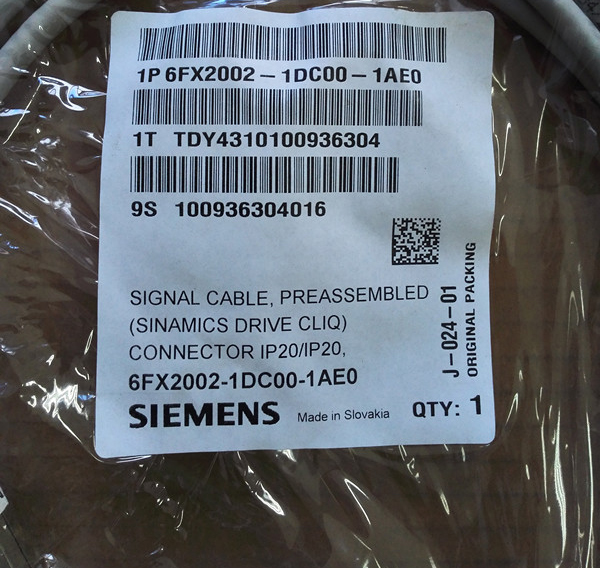 1P 6FX2002 – 1DC00 – 1AE0
1T TDY4310100936304
9S 100936304016
SIGNAL CABLE, PREASSEMBLED
(SINAMICS DRIVE CLIQ)
CONNECTOR IP20/IP20,
6FX2002-1DC00-1AE0
SIEMENS Made in Slovakia QTY: 1
J – 024 – 01
ORIGINAL PACKING